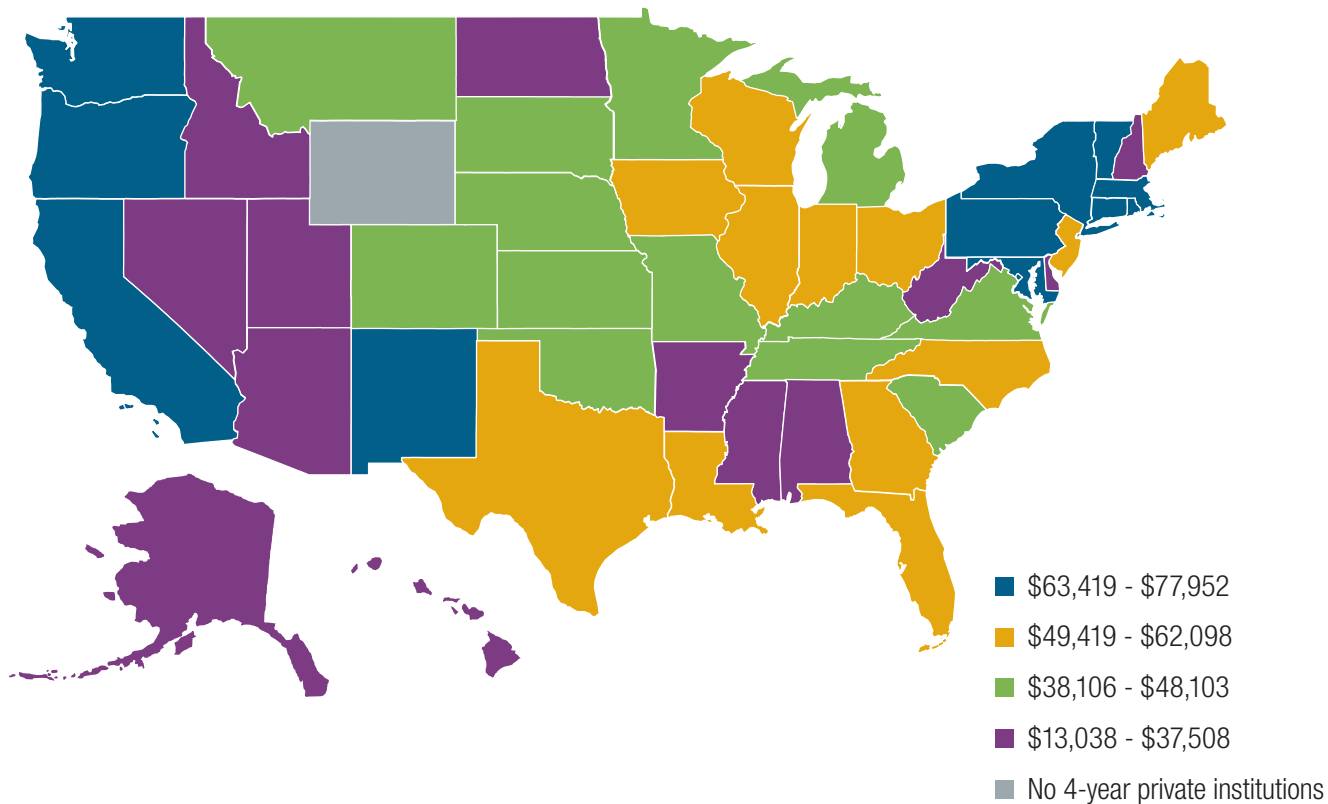 $63,419 - $77,952
$49,419 - $62,098
$38,106 - $48,103
$13,038 - $37,508
No 4-year private institutions